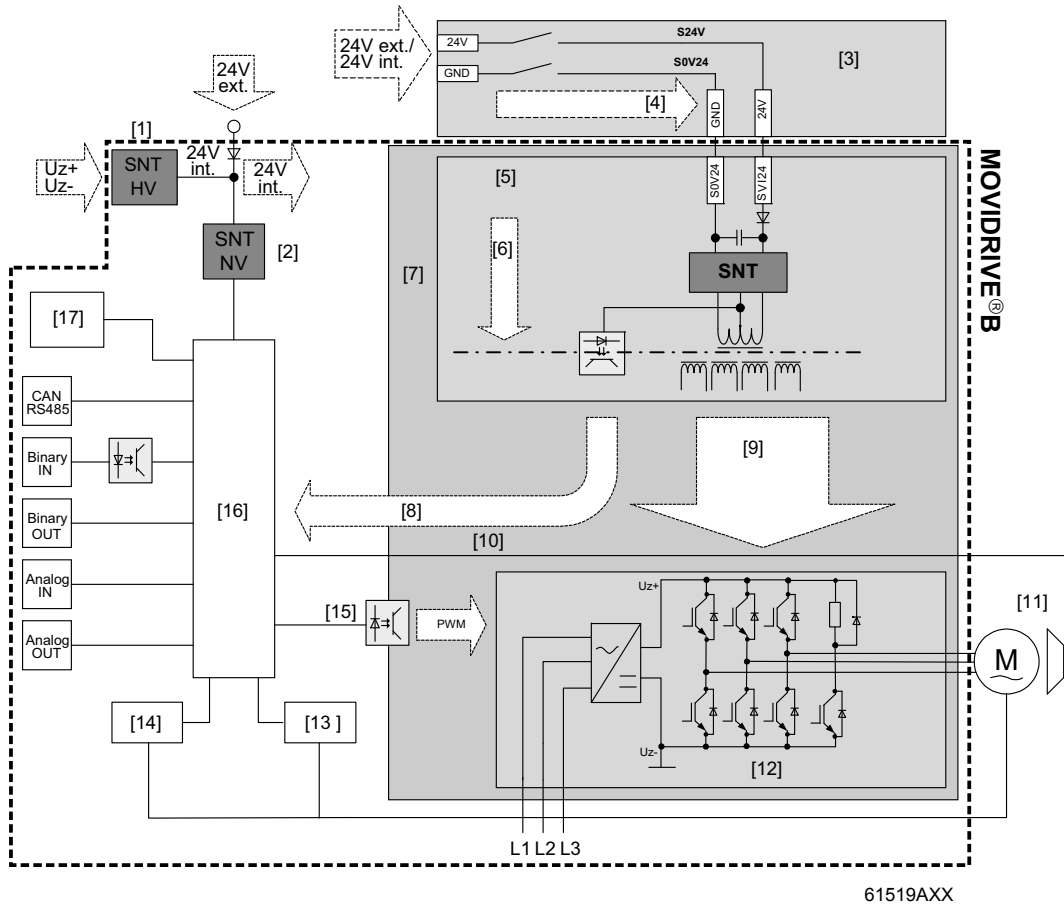 24V ext./
24V int.
24V
GND
S24V
S0V24
[3]
[4]
GND
24V
24V
ext.
[1]
Uz+
Uz-
SNT
HV
24V
int.
24V
int.
SNT
NV
[2]
[5]
S0V24
SVI24
[6]
[7]
SNT
MOVIDRIVE®B
[17]
CAN
RS485
Binary
IN
Binary
OUT
Analog
IN
Analog
OUT
[16]
[8]
[9]
[10]
[15]
PWM
Uz+
Uz-
[12]
[11]
M
[14]
[13 ]
L1 L2 L3
61519AXX